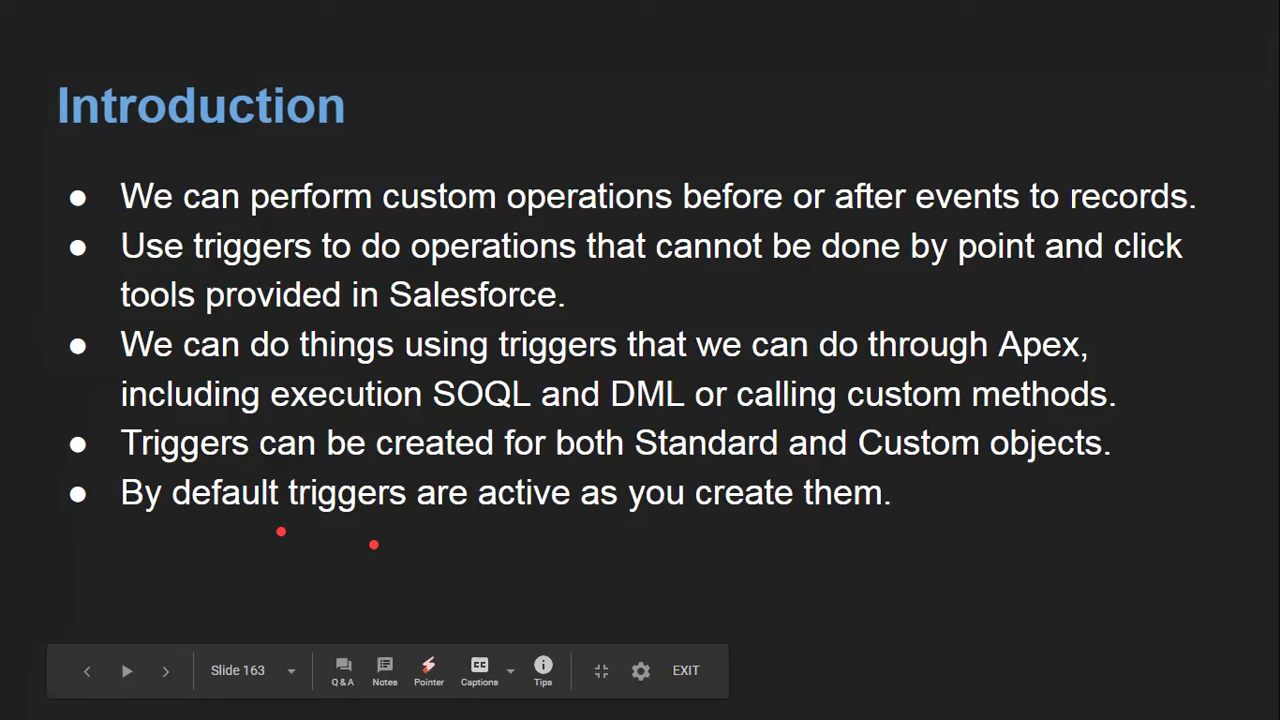 Introduction
● We can perform custom operations before or after events to records.
● Use triggers to do operations that cannot be done by point and click
tools provided in Salesforce.
● We can do things using triggers that we can do through Apex,
including execution SOQL and DML or calling custom methods.
● Triggers can be created for both Standard and Custom objects.
● By default triggers are active as you create them.
Slide 163 Q & A Notes Pointer CC Captions Tips EXIT